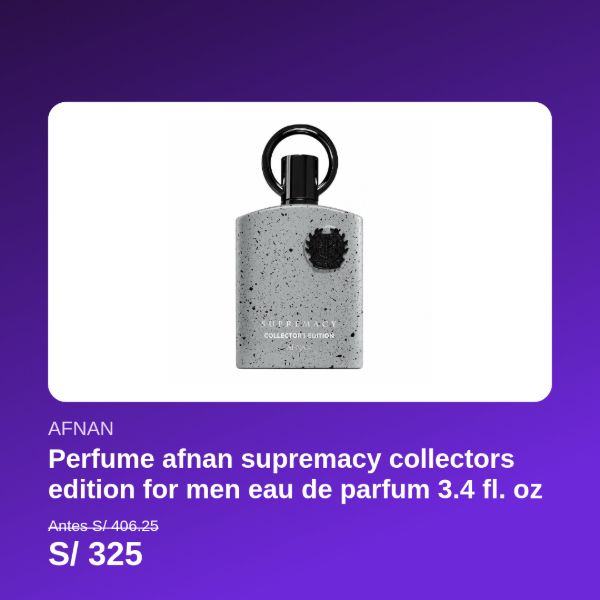 SUPREMACY
COLLECTOR'S EDITION
AFNAN
Perfume afnan supremacy collectors
edition for men eau de parfum 3.4 fl. oz
Antes S/ 406.25
S/ 325